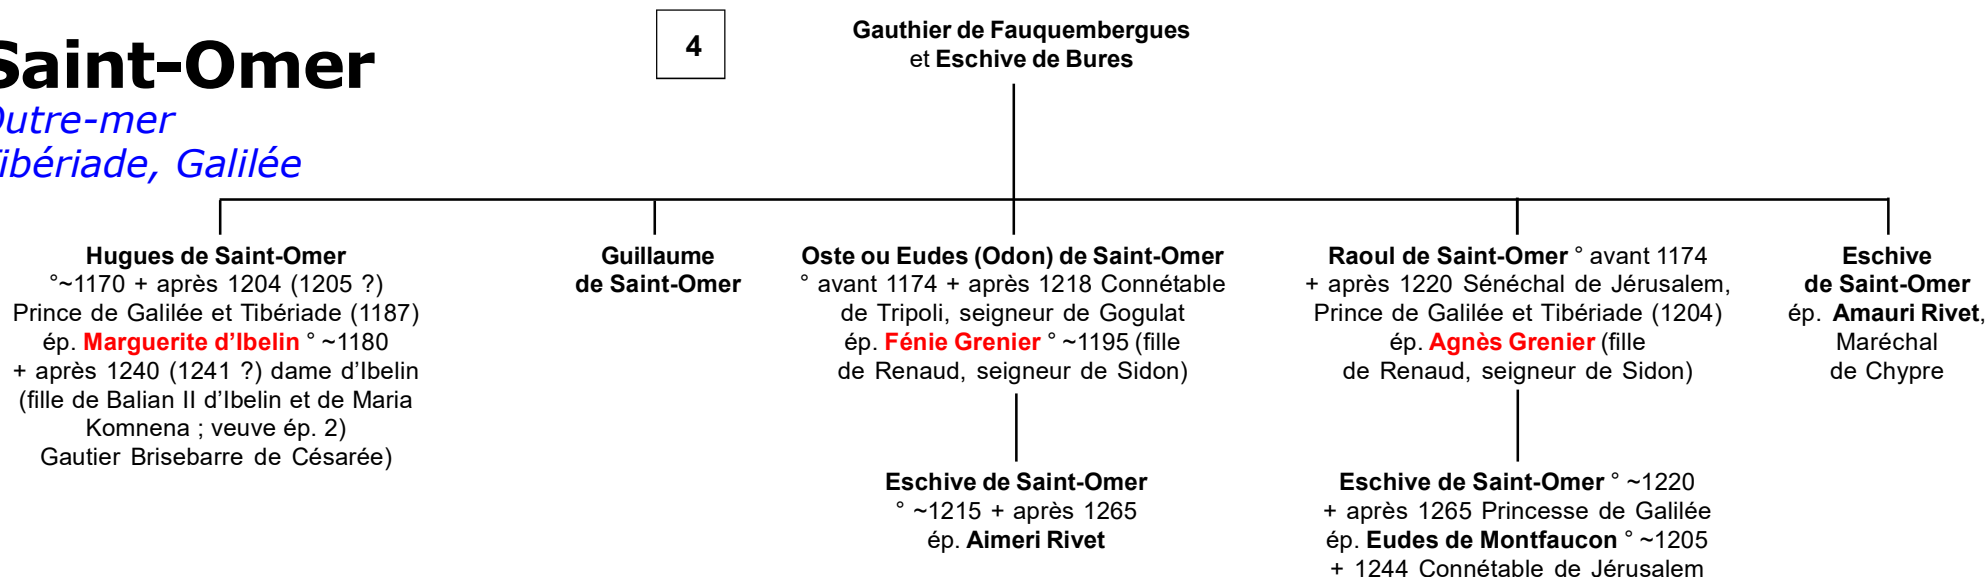 Saint-Omer
Outre-mer
Tibériade, Galilée
4
Gauthier de Fauquembergues
et Eschive de Bures
Hugues de Saint-Omer
°~1170 + après 1204 (1205 ?)
Prince de Galilée et Tibériade (1187)
ép. Marguerite d’Ibelin ° ~1180
+ après 1240 (1241 ?) dame d’Ibelin
(fille de Balian II d’Ibelin et de Maria
Komnena ; veuve ép. 2)
Gautier Brisebarre de Césarée)
Guillaume
de Saint-Omer
Oste ou Eudes (Odon) de Saint-Omer
° avant 1174 + après 1218 Connétable
de Tripoli, seigneur de Gogulat
ép. Fénie Grenier ° ~1195 (fille
de Renaud, seigneur de Sidon)
Raoul de Saint-Omer ° avant 1174
+ après 1220 Sénéchal de Jérusalem,
Prince de Galilée et Tibériade (1204)
ép. Agnès Grenier (fille
de Renaud, seigneur de Sidon)
Eschive
de Saint-Omer
ép. Amauri Rivet,
Maréchal
de Chypre
Eschive de Saint-Omer
° ~1215 + après 1265
ép. Aimeri Rivet
Eschive de Saint-Omer ° ~1220
+ après 1265 Princesse de Galilée
ép. Eudes de Montfaucon ° ~1205
+ 1244 Connétable de Jérusalem